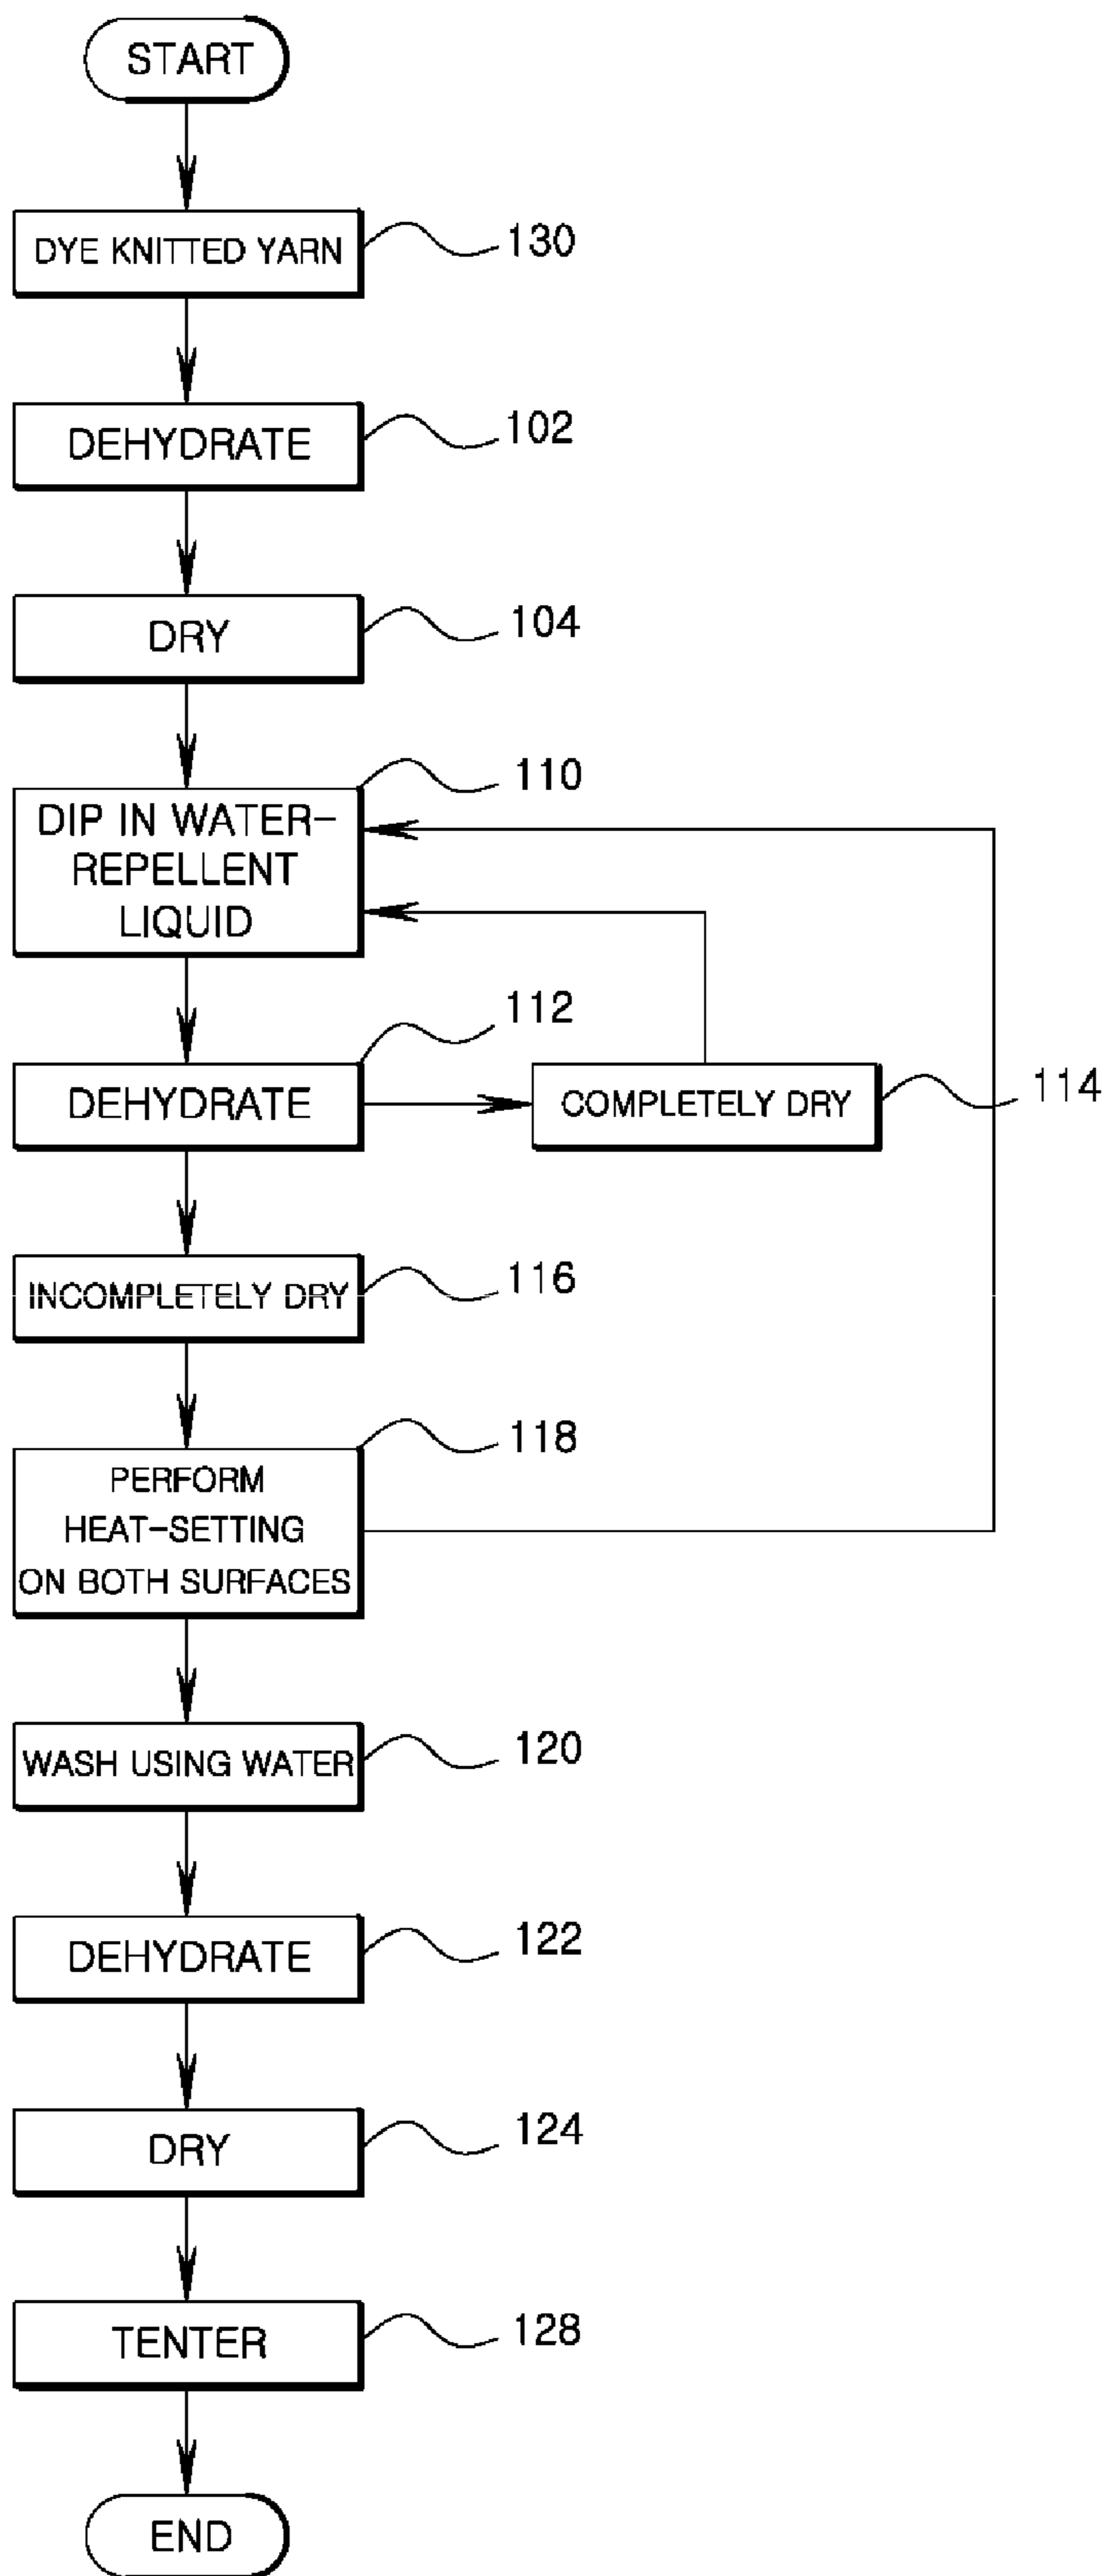 START
DYE KNITTED YARN
130
DEHYDRATE
102
DRY
104
110
DIP IN WATER-
REPELLENT
LIQUID
112
DEHYDRATE
COMPLETELY DRY
114
INCOMPLETELY DRY
116
118
PERFORM
HEAT-SETTING
ON BOTH SURFACES
WASH USING WATER
120
DEHYDRATE
122
DRY
124
TENTER
128
END